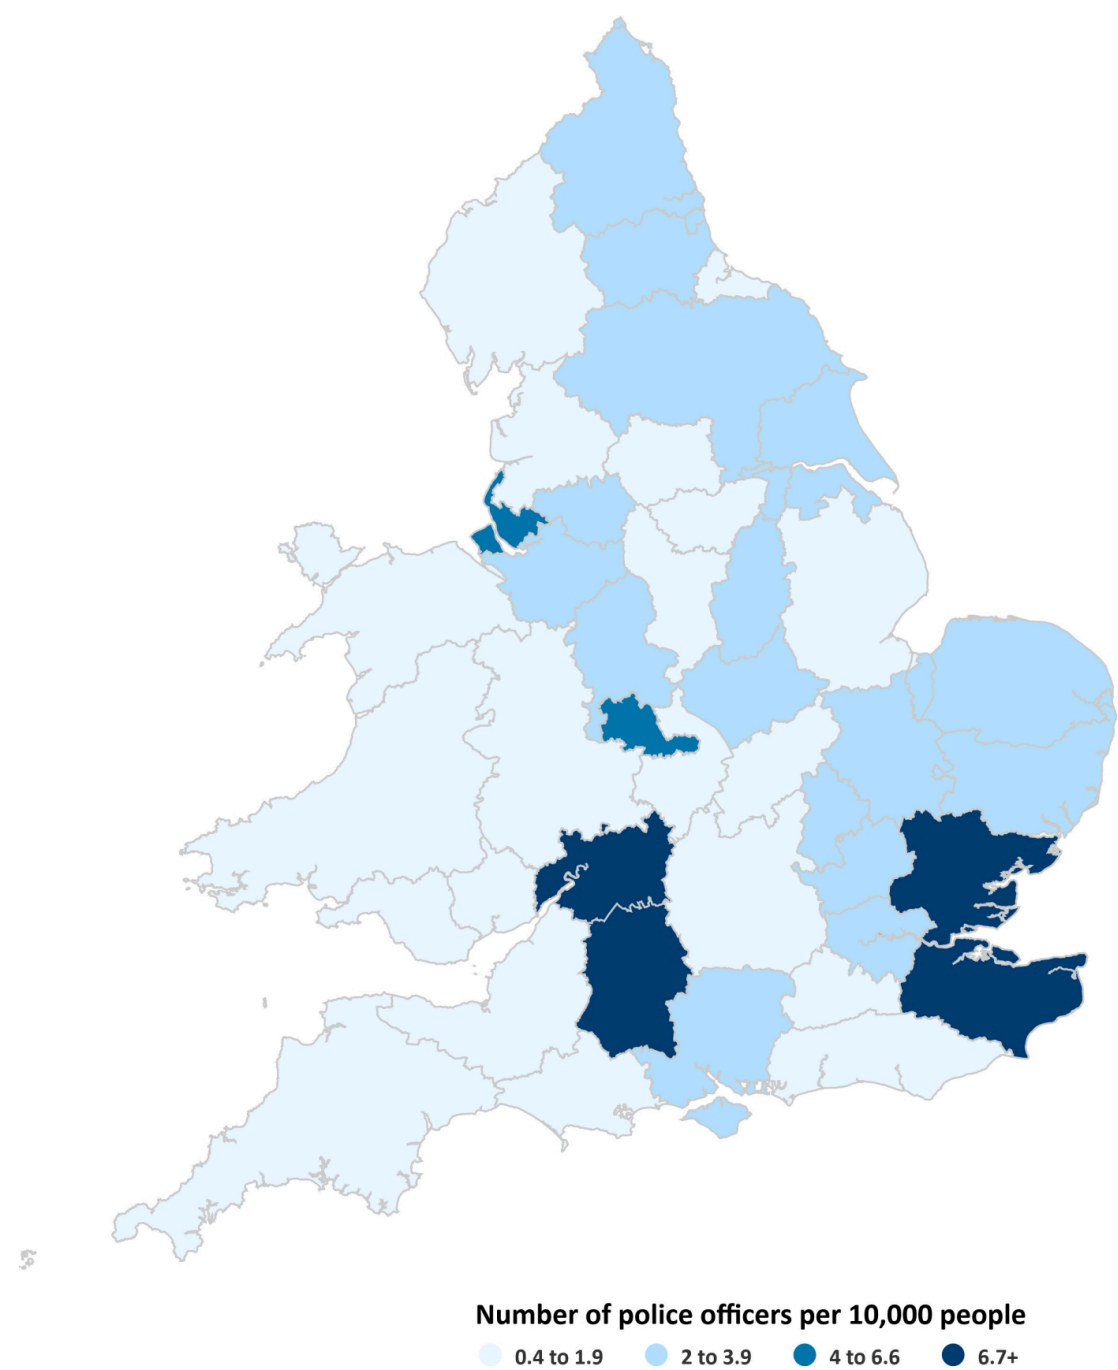 Number of police officers per 10,000 people
0.4 to 1.9 2 to 3.9 4 to 6.6 6.7+